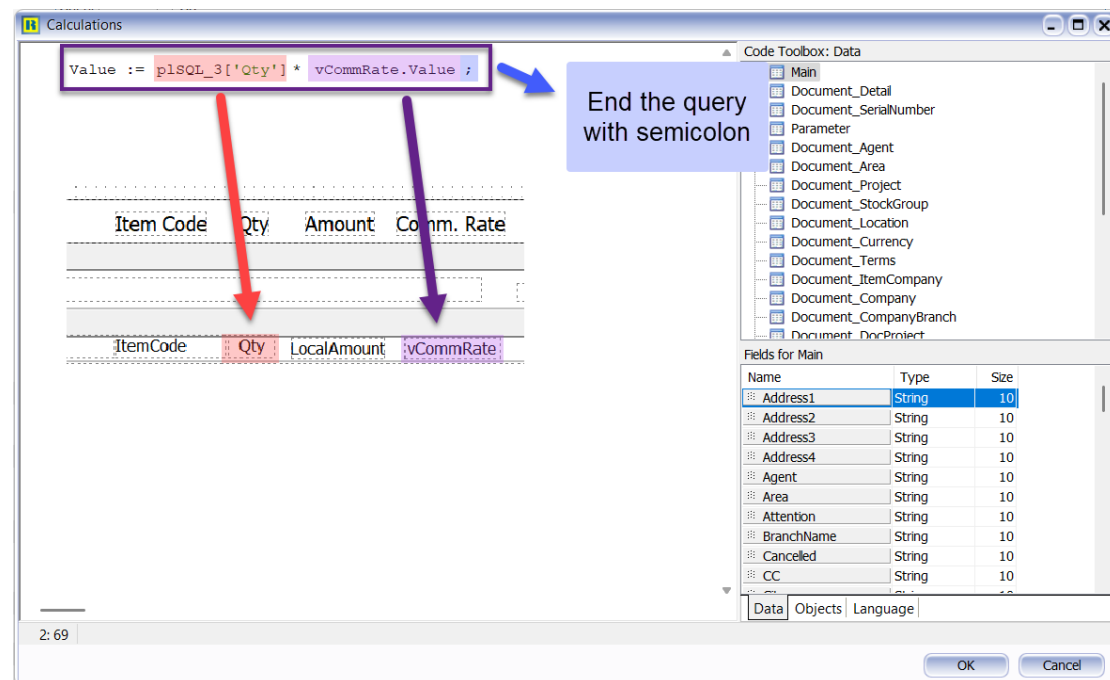 Calculations
Value := plSQL_3['Qty'] * vCommRate.Value ;
End the query
with semicolon
Item Code Qty Amount Comm. Rate
ItemCode Qty LocalAmount vCommRate
Code Toolbox: Data
Main
Document_Detail
Document_SerialNumber
Parameter
Document_Agent
Document_Area
Document_Project
Document_StockGroup
Document_Location
Document_Currency
Document_Terms
Document_ItemCompany
Document_Company
Document_CompanyBranch
Document_DocProject
Fields for Main
Name Type Size
Address1 String 10
Address2 String 10
Address3 String 10
Address4 String 10
Agent String 10
Area String 10
Attention String 10
BranchName String 10
Cancelled String 10
CC String 10
Data Objects Language
2: 69
OK Cancel